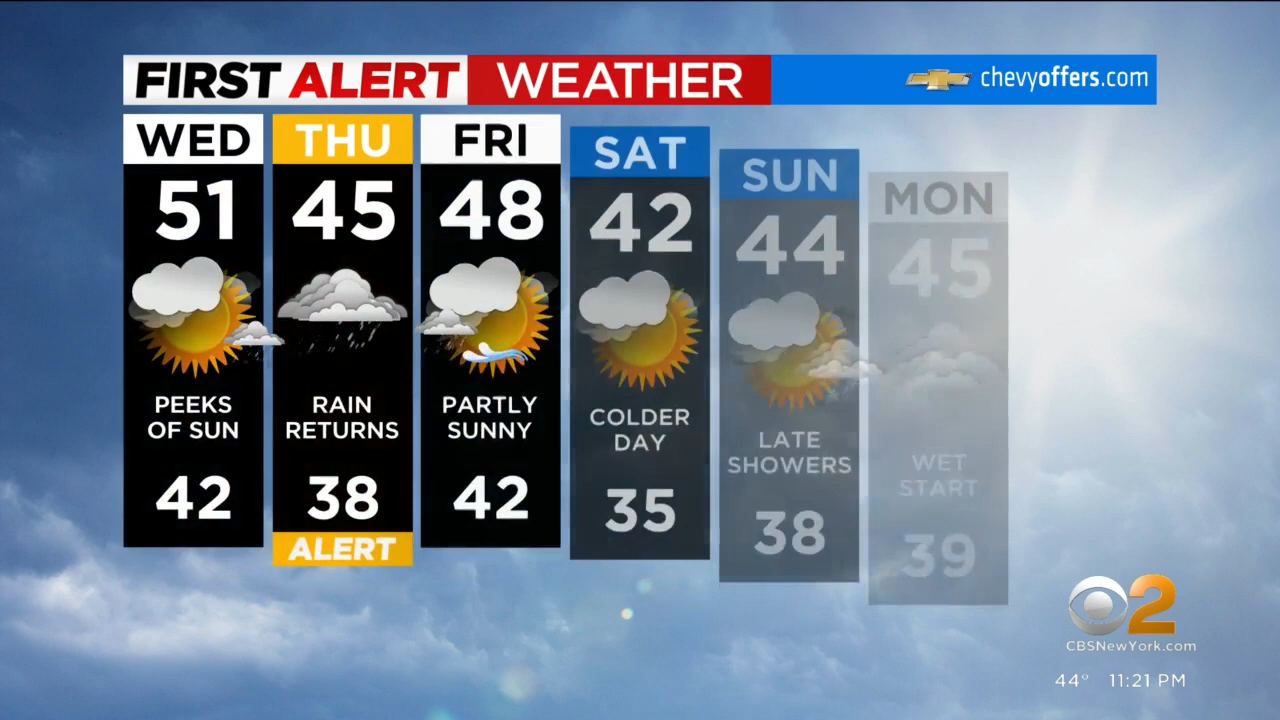 FIRST ALERT WEATHER
chevyoffers.com
WED
51
PEEKS
OF SUN
42
THU
45
RAIN
RETURNS
38
ALERT
FRI
48
PARTLY
SUNNY
42
SAT
42
COLDER
DAY
35
SUN
44
LATE
SHOWERS
38
MON
45
WET
START
39
2
CBSNewYork.com
44° 11:21 PM